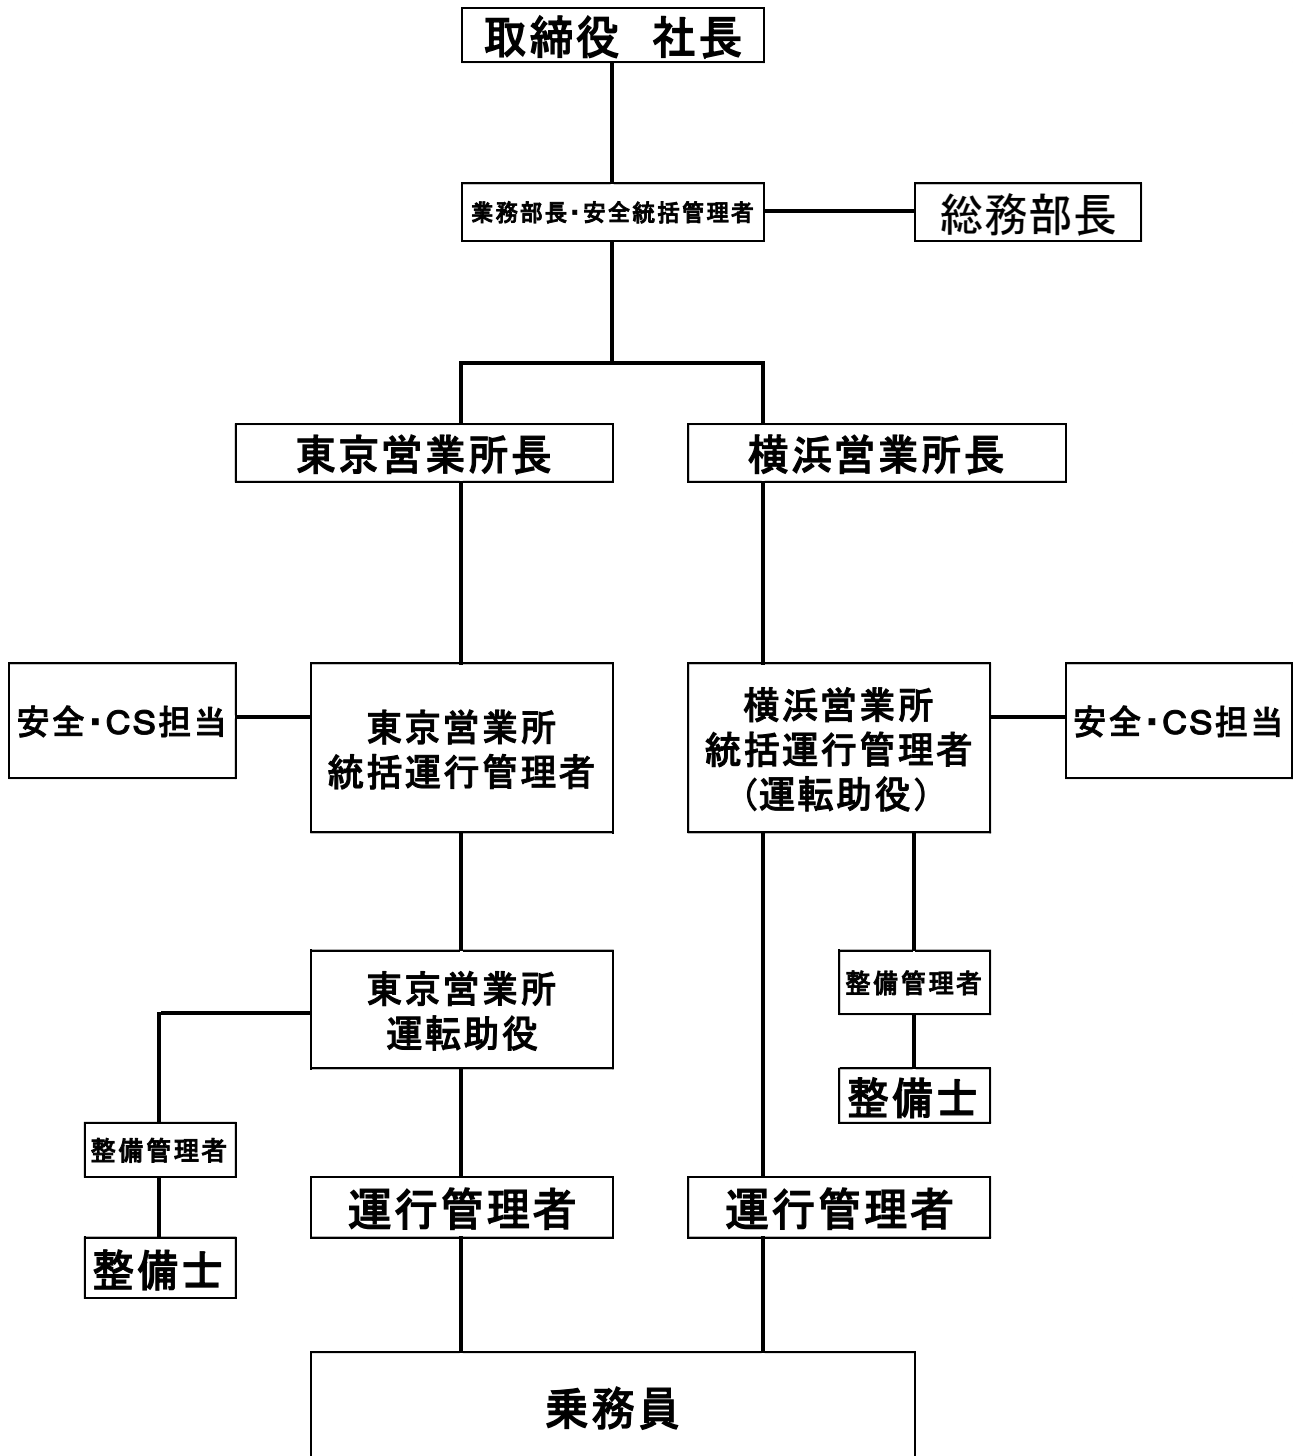 取締役　社長
業務部長・安全統括管理者
総務部長
東京営業所長
横浜営業所長
安全・CS担当
東京営業所
統括運行管理者
横浜営業所
統括運行管理者
（運転助役）
安全・CS担当
東京営業所
運転助役
整備管理者
整備士
整備管理者
運行管理者
運行管理者
整備士
乗務員